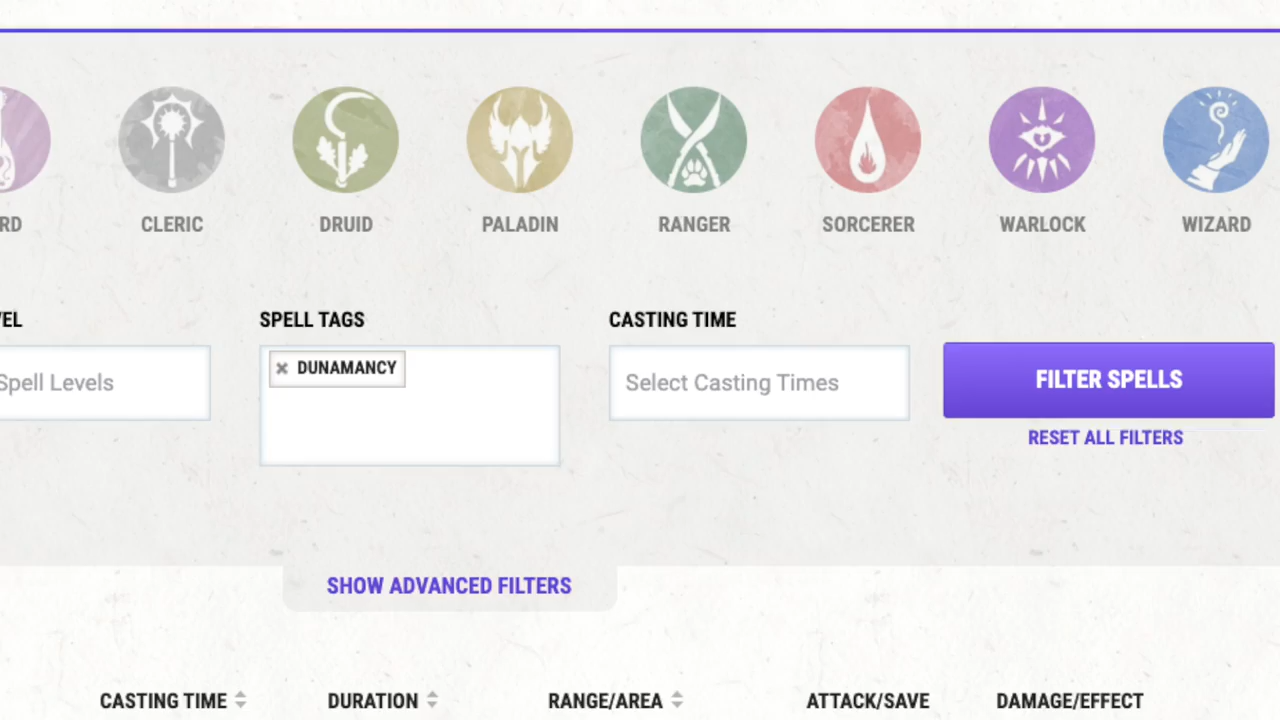 RD CLERIC DRUID PALADIN RANGER SORCERER WARLOCK WIZARD
EL SPELL TAGS CASTING TIME
Spell Levels × DUNAMANCY Select Casting Times FILTER SPELLS
RESET ALL FILTERS
SHOW ADVANCED FILTERS
CASTING TIME DURATION RANGE/AREA ATTACK/SAVE DAMAGE/EFFECT